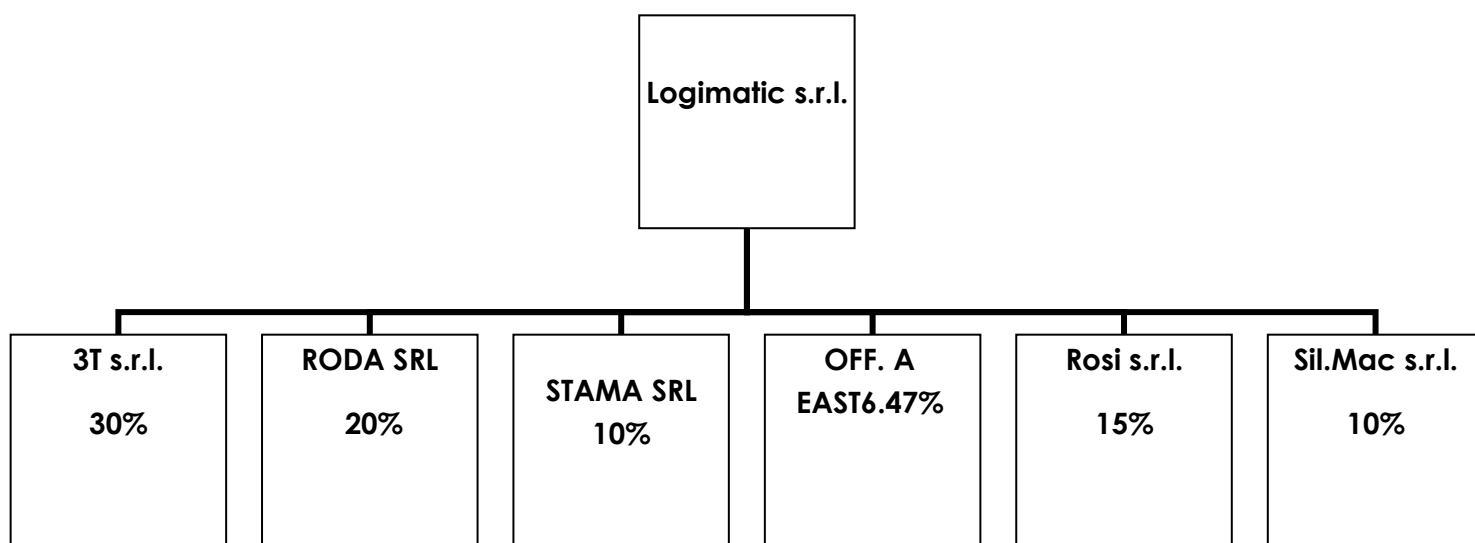 Logimatic s.r.l.
3T s.r.l.
30%
RODA SRL
20%
STAMA SRL
10%
OFF. A
EAST6.47%
Rosi s.r.l.
15%
Sil.Mac s.r.l.
10%